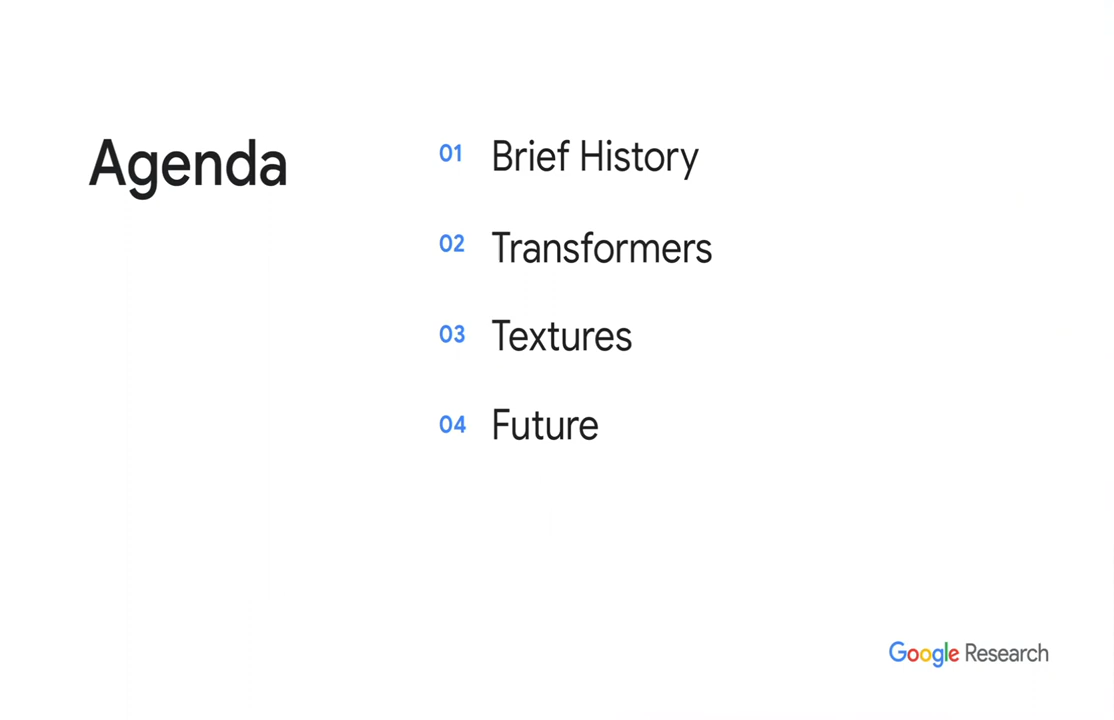 Agenda
01 Brief History
02 Transformers
03 Textures
04 Future
Google Research